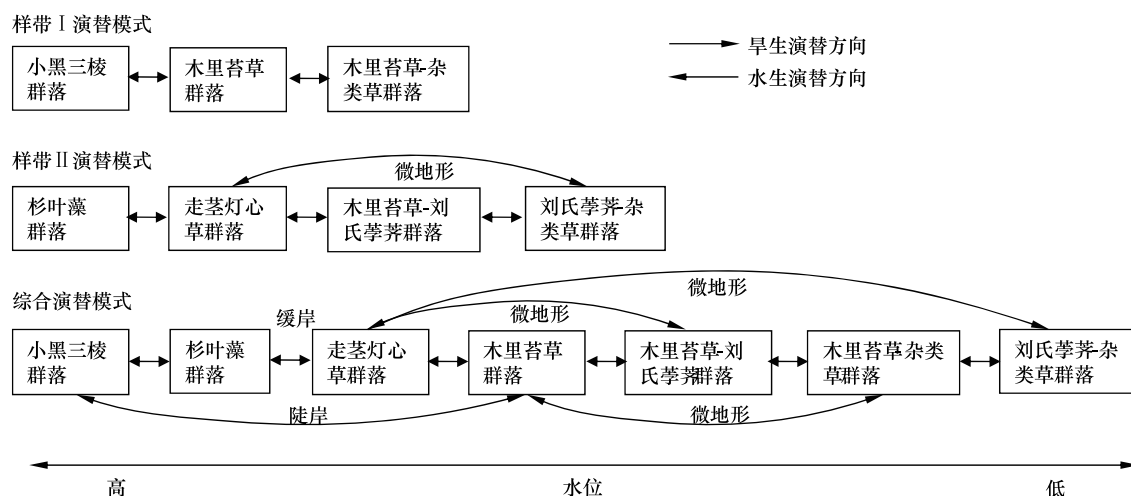 样带Ⅰ演替模式
小黑三棱
群落
木里苔草
群落
木里苔草-杂
类草群落
旱生演替方向
水生演替方向
样带Ⅱ演替模式
微地形
杉叶藻
群落
走茎灯心
草群落
木里苔草-刘
氏荸荠群落
刘氏荸荠-杂
类草群落
综合演替模式
微地形
缓岸
微地形
小黑三棱
群落
杉叶藻
群落
走茎灯心
草群落
木里苔草
群落
木里苔草-刘
氏荸荠群落
木里苔草杂类
草群落
刘氏荸荠-杂
类草群落
陡岸
微地形
高
水位
低